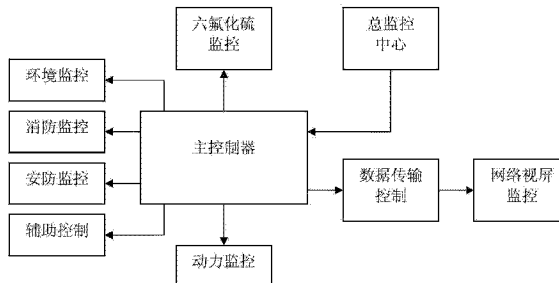 六氟化硫
监控
总监控
中心
环境监控
消防监控
主控制器
安防监控
数据传输
控制
网络视屏
监控
辅助控制
动力监控